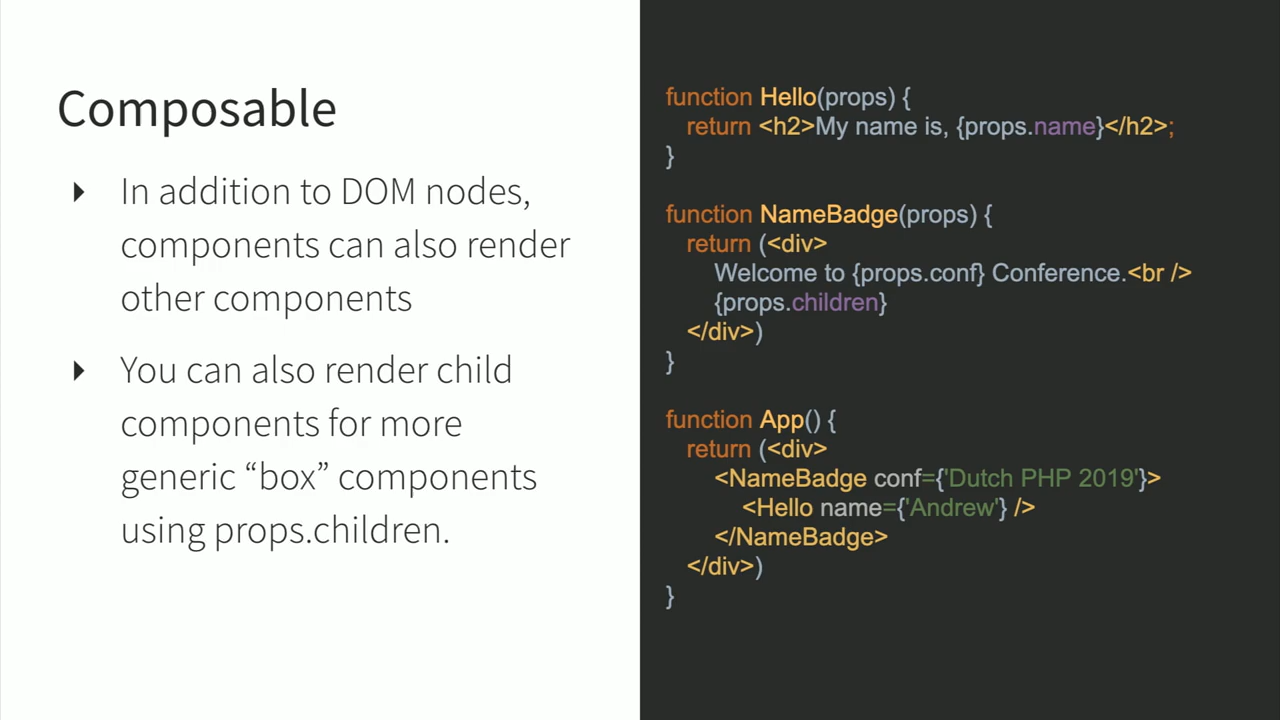 Composable
In addition to DOM nodes,
components can also render
other components
You can also render child
components for more
generic “box” components
using props.children.
function Hello(props) {
return <h2>My name is, {props.name}</h2>;
}
function NameBadge(props) {
return (<div>
Welcome to {props.conf} Conference.<br />
{props.children}
</div>)
}
function App() {
return (<div>
<NameBadge conf={'Dutch PHP 2019'}>
<Hello name={'Andrew'} />
</NameBadge>
</div>)
}